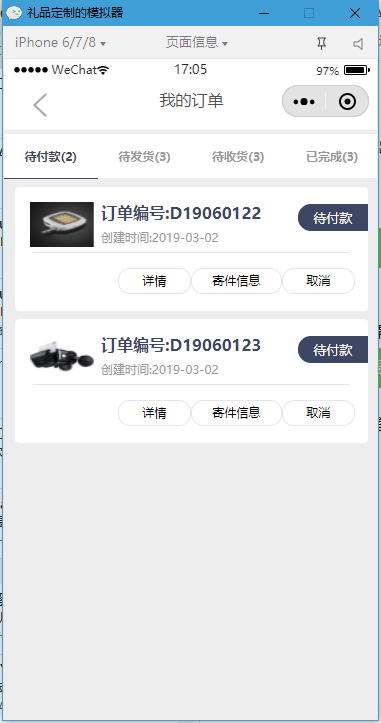 礼品定制的模拟器
iPhone 6/7/8 页面信息
WeChat 17:05 97%
我的订单
待付款(2) 待发货(3) 待收货(3) 已完成(3)
订单编号:D19060122 待付款
创建时间:2019-03-02
详情 寄件信息 取消
订单编号:D19060123 待付款
创建时间:2019-03-02
详情 寄件信息 取消